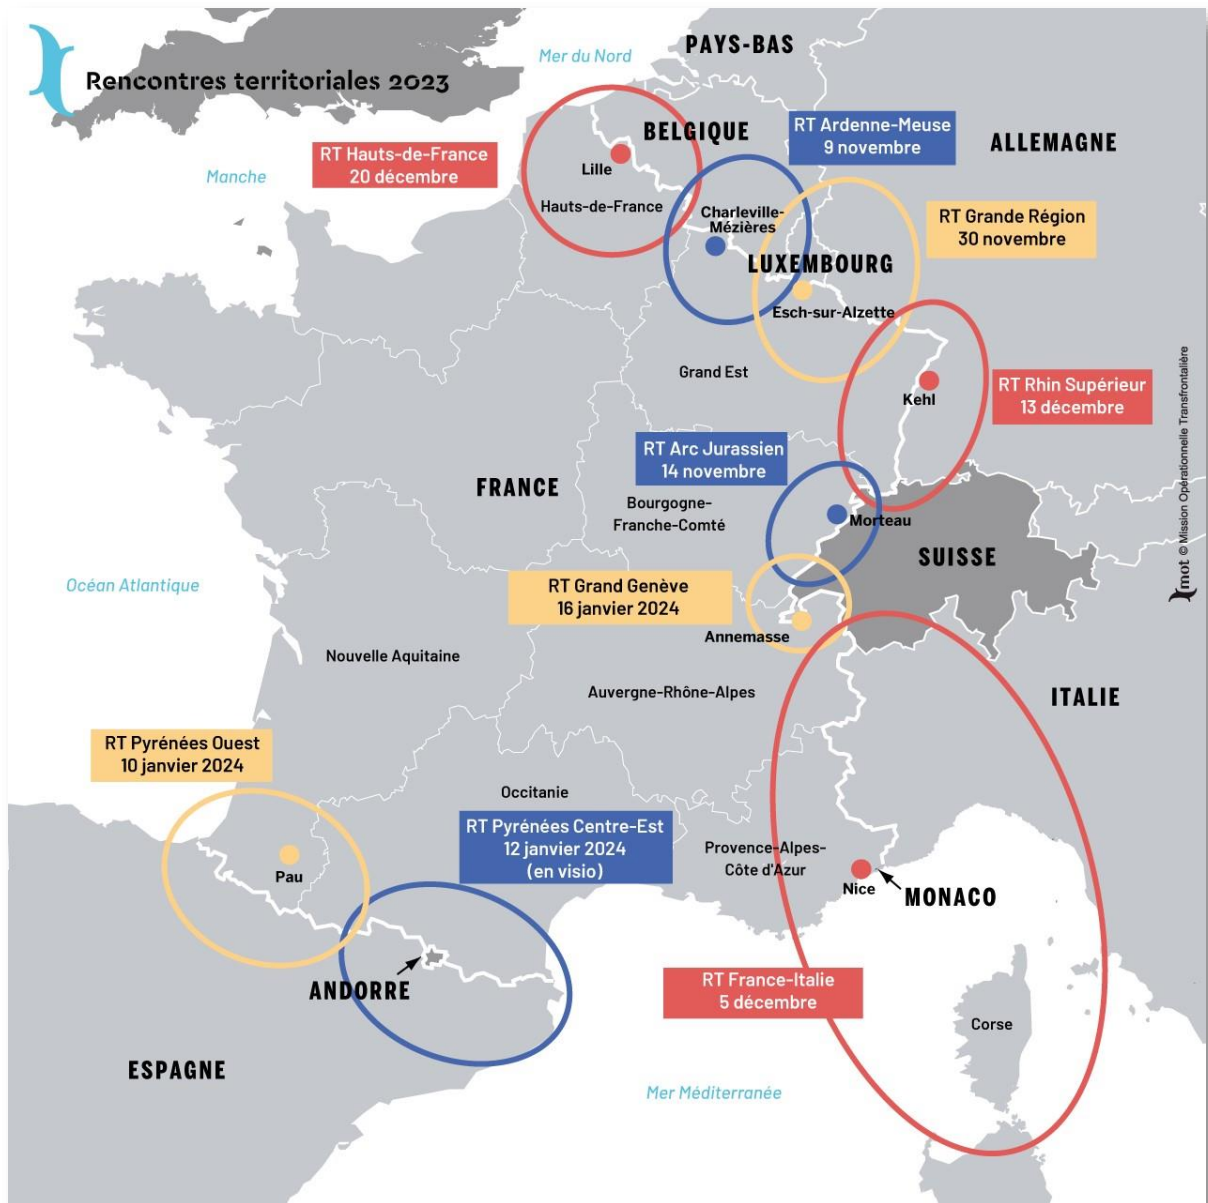 Rencontres territoriales 2023
Mer du Nord
PAYS-BAS
BELGIQUE
RT Ardenne-Meuse
9 novembre
ALLEMAGNE
RT Hauts-de-France
20 décembre
Manche
Lille
Hauts-de-France
Charleville-
Mézières
RT Grande Région
30 novembre
LUXEMBOURG
Esch-sur-Alzette
Grand Est
Kehl
RT Rhin Supérieur
13 décembre
RT Arc Jurassien
14 novembre
FRANCE
Bourgogne-
Franche-Comté
Morteau
SUISSE
Océan Atlantique
RT Grand Genève
16 janvier 2024
Annemasse
Nouvelle Aquitaine
Auvergne-Rhône-Alpes
ITALIE
RT Pyrénées Ouest
10 janvier 2024
Occitanie
RT Pyrénées Centre-Est
12 janvier 2024
(en visio)
Provence-Alpes-
Côte d'Azur
Pau
Nice
MONACO
ANDORRE
RT France-Italie
5 décembre
Corse
ESPAGNE
Mer Méditerranée
mot © Mission Opérationnelle Transfrontalière